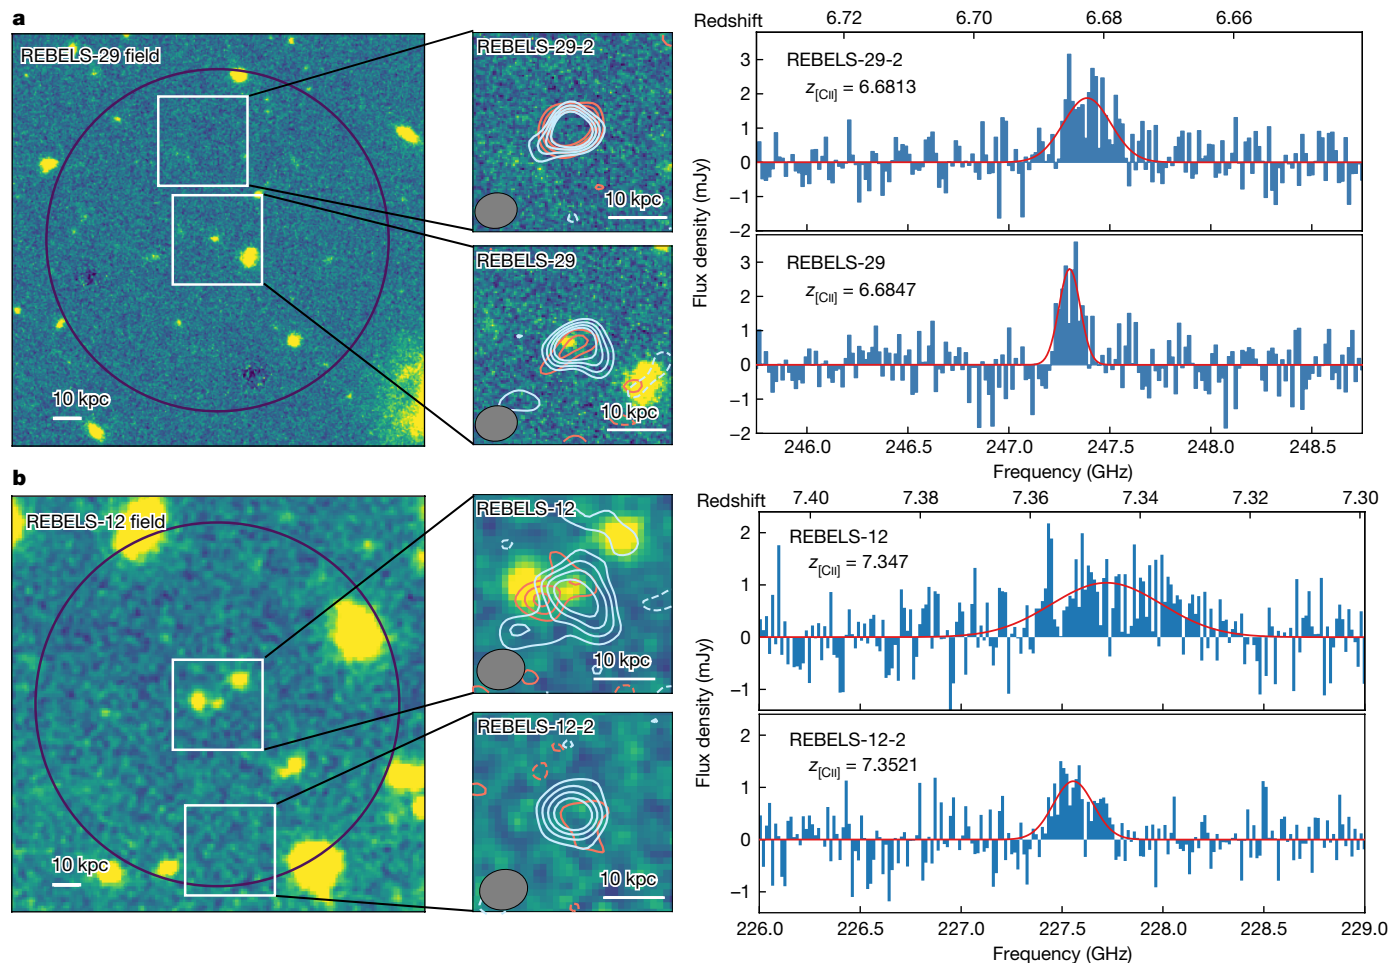 a
REBELS-29 field
10 kpc
REBELS-29-2
10 kpc
REBELS-29
10 kpc
Redshift 6.72 6.70 6.68 6.66
REBELS-29-2
z[CII] = 6.6813
3
2
1
0
−1
−2
REBELS-29
z[CII] = 6.6847
3
2
1
0
−1
−2
Flux density (mJy)
246.0 246.5 247.0 247.5 248.0 248.5
Frequency (GHz)
b
REBELS-12 field
10 kpc
REBELS-12
10 kpc
REBELS-12-2
10 kpc
Redshift 7.40 7.38 7.36 7.34 7.32 7.30
REBELS-12
z[CII] = 7.347
2
1
0
−1
REBELS-12-2
z[CII] = 7.3521
2
1
0
−1
Flux density (mJy)
226.0 226.5 227.0 227.5 228.0 228.5 229.0
Frequency (GHz)